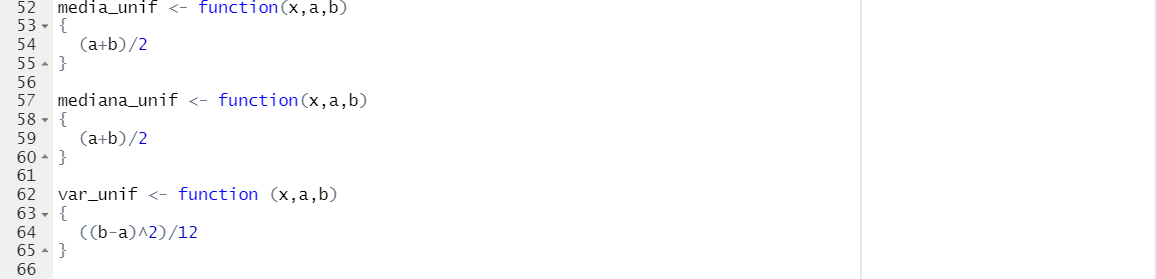 52 media_unif <- function(x,a,b)
53 {
54   (a+b)/2
55 }
56
57 mediana_unif <- function(x,a,b)
58 {
59   (a+b)/2
60 }
61
62 var_unif <- function (x,a,b)
63 {
64   ((b-a)^2)/12
65 }
66